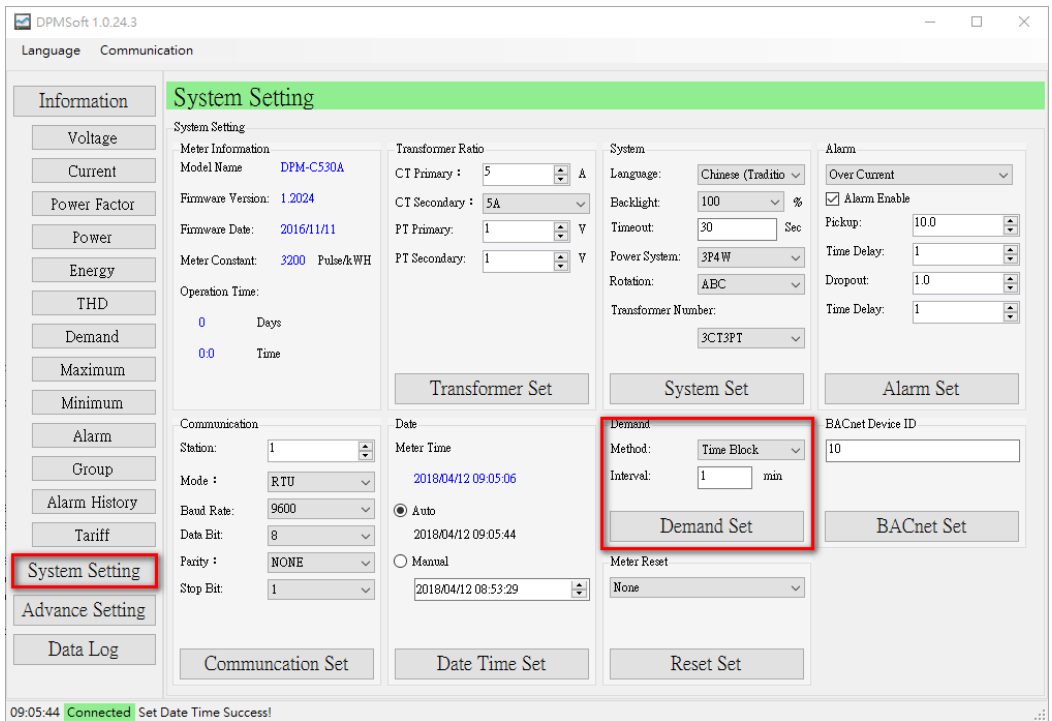 DPMSoft 1.0.24.3
Language Communication
Information
Voltage
Current
Power Factor
Power
Energy
THD
Demand
Maximum
Minimum
Alarm
Group
Alarm History
Tariff
System Setting
Advance Setting
Data Log
System Setting
System Setting
Meter Information
Model Name DPM-C530A
Firmware Version: 1.2024
Firmware Date: 2016/11/11
Meter Constant: 3200 Pulse/kWH
Operation Time:
0 Days
0:0 Time
Transformer Ratio
CT Primary : 5 A
CT Secondary : 5A
PT Primary: 1 V
PT Secondary: 1 V
Transformer Set
System
Language: Chinese (Traditio
Backlight: 100 %
Timeout: 30 Sec
Power System: 3P4W
Rotation: ABC
Transformer Number:
3CT3PT
System Set
Alarm
Over Current
Alarm Enable
Pickup: 10.0
Time Delay: 1
Dropout: 1.0
Time Delay: 1
Alarm Set
Communication
Station: 1
Mode : RTU
Baud Rate: 9600
Data Bit: 8
Parity : NONE
Stop Bit: 1
Communcation Set
Date
Meter Time
2018/04/12 09:05:06
Auto
2018/04/12 09:05:44
Manual
2018/04/12 08:53:29
Date Time Set
Demand
Method: Time Block
Interval: 1 min
Demand Set
BACnet Device ID
10
BACnet Set
Meter Reset
None
Reset Set
09:05:44 Connected Set Date Time Success!